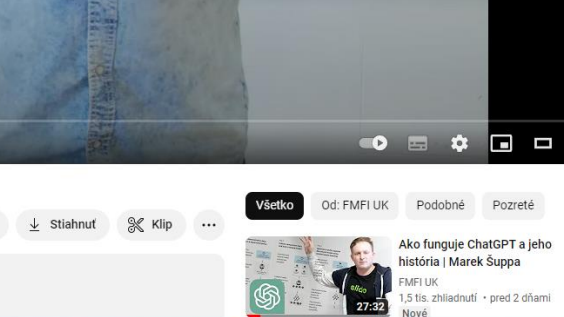 Všetko
Od: FMFI UK
Podobné
Pozreté
Stiahnuť
Klip
Ako funguje ChatGPT a jeho
história | Marek Šuppa
FMFI UK
1,5 tis. zhliadnutí • pred 2 dňami
Nové
27:32